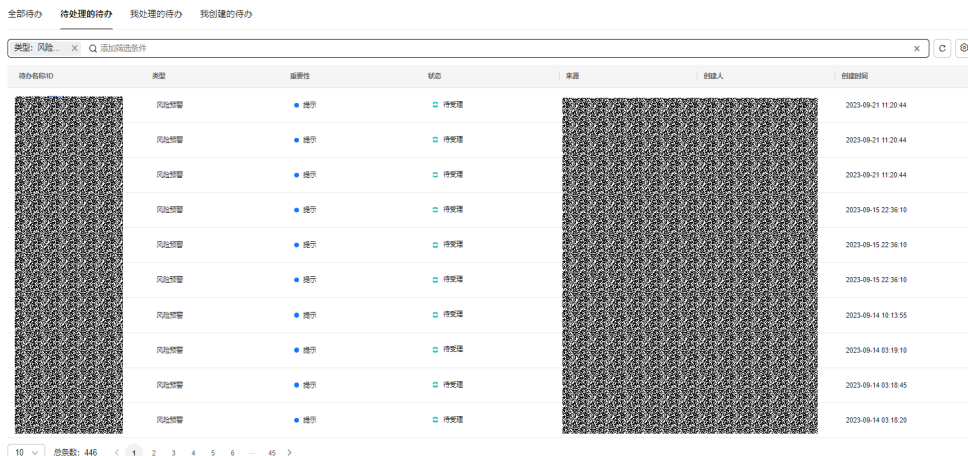 全部待办 待处理的待办 我处理的待办 我创建的待办
类型：风险... × 添加筛选条件 ×
待办名称/ID 类型 重要性 状态 来源 创建人 创建时间
风险预警 提示 待受理 2023-09-21 11:20:44
风险预警 提示 待受理 2023-09-21 11:20:44
风险预警 提示 待受理 2023-09-21 11:20:44
风险预警 提示 待受理 2023-09-15 22:36:10
风险预警 提示 待受理 2023-09-15 22:36:10
风险预警 提示 待受理 2023-09-15 22:36:10
风险预警 提示 待受理 2023-09-14 10:13:55
风险预警 提示 待受理 2023-09-14 03:19:10
风险预警 提示 待受理 2023-09-14 03:18:45
风险预警 提示 待受理 2023-09-14 03:18:20
10 总条数：446 < 1 2 3 4 5 6 ... 45 >